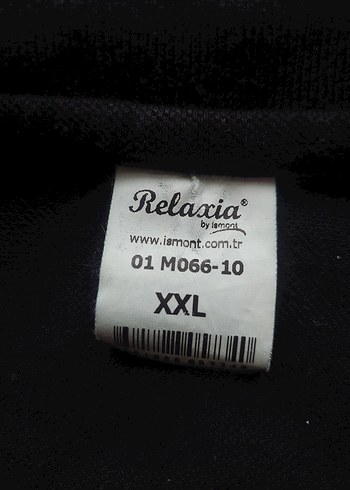 Relaxia®
by ismont
www.ismont.com.tr
01 M066-10
XXL